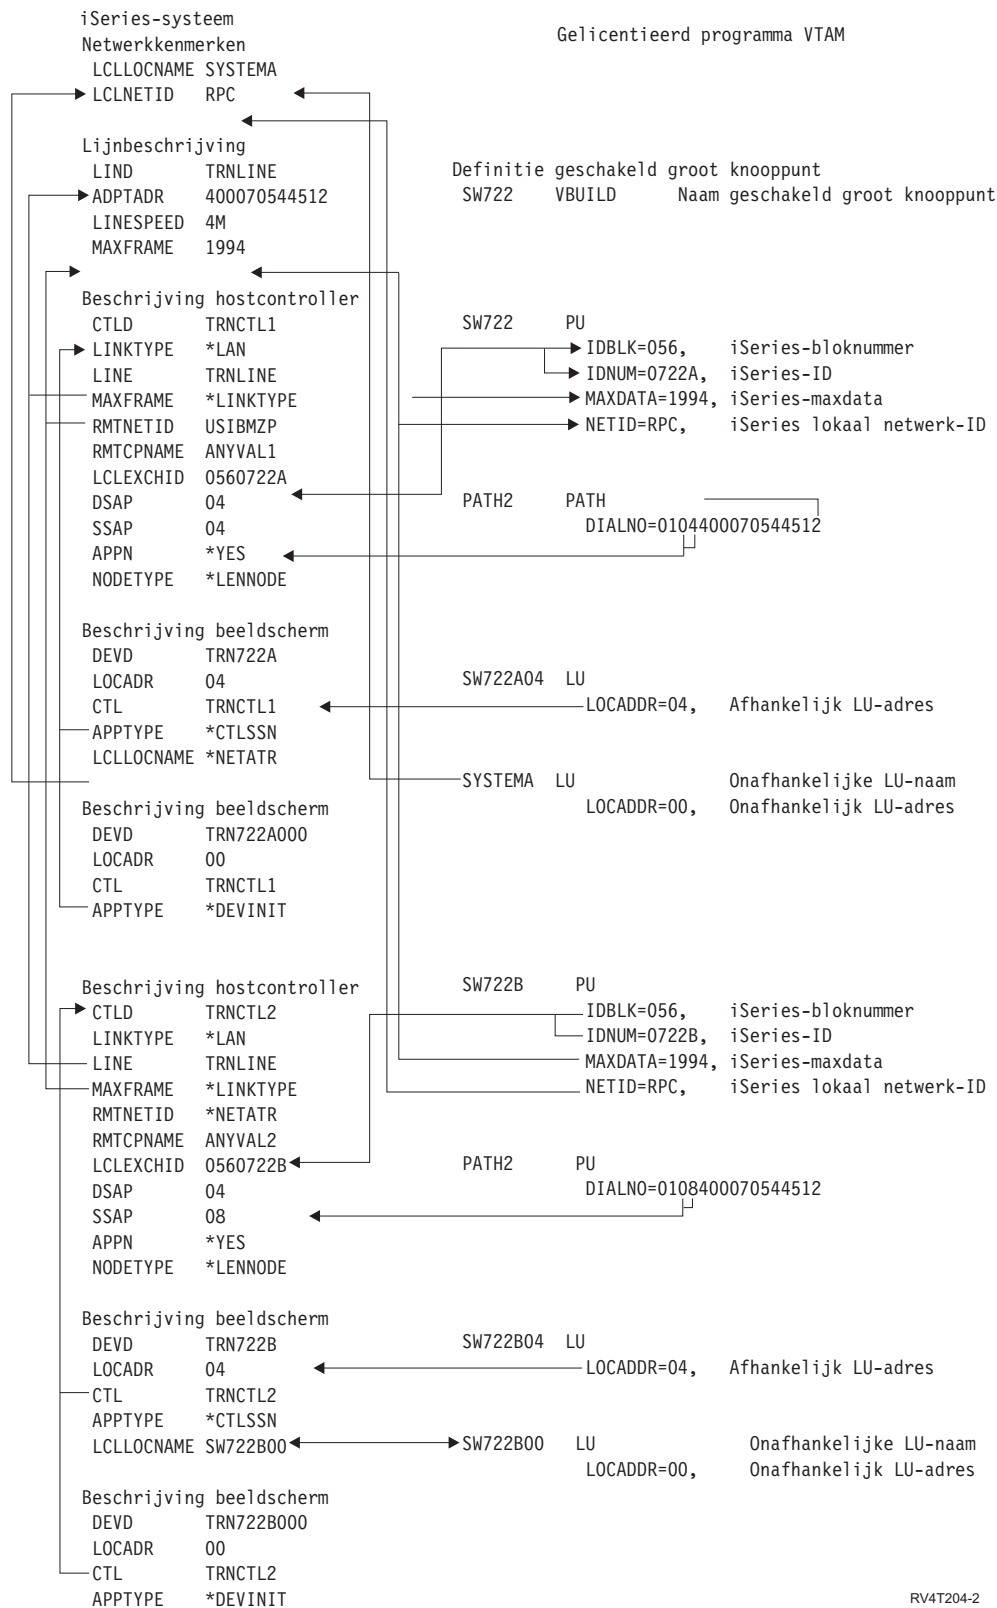 iSeries-systeem
Netwerkkenmerken
Gelicentieerd programma VTAM
LCLLOCNAME SYSTEMA
LCLNETID RPC
Lijnbeschrijving
LIND TRNLINE
Definitie geschakeld groot knooppunt
ADPTADR 400070544512
SW722 VBUILD Naam geschakeld groot knooppunt
LINESPEED 4M
MAXFRAME 1994
Beschrijving hostcontroller
CTLD TRNCTL1
SW722 PU
LINKTYPE *LAN
IDBLK=056, iSeries-bloknummer
LINE TRNLINE
IDNUM=0722A, iSeries-ID
MAXFRAME *LINKTYPE
MAXDATA=1994, iSeries-maxdata
RMTNETID USIBMZP
NETID=RPC, iSeries lokaal netwerk-ID
RMTCPNAME ANYVAL1
LCLEXCHID 0560722A
DSAP 04
PATH2 PATH
SSAP 04
DIALNO=0104400070544512
APPN *YES
NODETYPE *LENNODE
Beschrijving beeldscherm
DEVD TRN722A
LOCADR 04
SW722A04 LU
CTL TRNCTL1
LOCADDR=04, Afhankelijk LU-adres
APPTYPE *CTLSSN
LCLLOCNAME *NETATR
SYSTEMA LU Onafhankelijke LU-naam
Beschrijving beeldscherm
LOCADDR=00, Onafhankelijk LU-adres
DEVD TRN722A000
LOCADR 00
CTL TRNCTL1
APPTYPE *DEVINIT
Beschrijving hostcontroller
SW722B PU
CTLD TRNCTL2
IDBLK=056, iSeries-bloknummer
LINKTYPE *LAN
IDNUM=0722B, iSeries-ID
LINE TRNLINE
MAXDATA=1994, iSeries-maxdata
MAXFRAME *LINKTYPE
NETID=RPC, iSeries lokaal netwerk-ID
RMTNETID *NETATR
RMTCPNAME ANYVAL2
LCLEXCHID 0560722B
PATH2 PU
DSAP 04
DIALNO=0108400070544512
SSAP 08
APPN *YES
NODETYPE *LENNODE
Beschrijving beeldscherm
DEVD TRN722B
SW722B04 LU
LOCADR 04
LOCADDR=04, Afhankelijk LU-adres
CTL TRNCTL2
APPTYPE *CTLSSN
LCLLOCNAME SW722B00
SW722B00 LU Onafhankelijke LU-naam
LOCADDR=00, Onafhankelijk LU-adres
Beschrijving beeldscherm
DEVD TRN722B000
LOCADR 00
CTL TRNCTL2
APPTYPE *DEVINIT
RV4T204-2